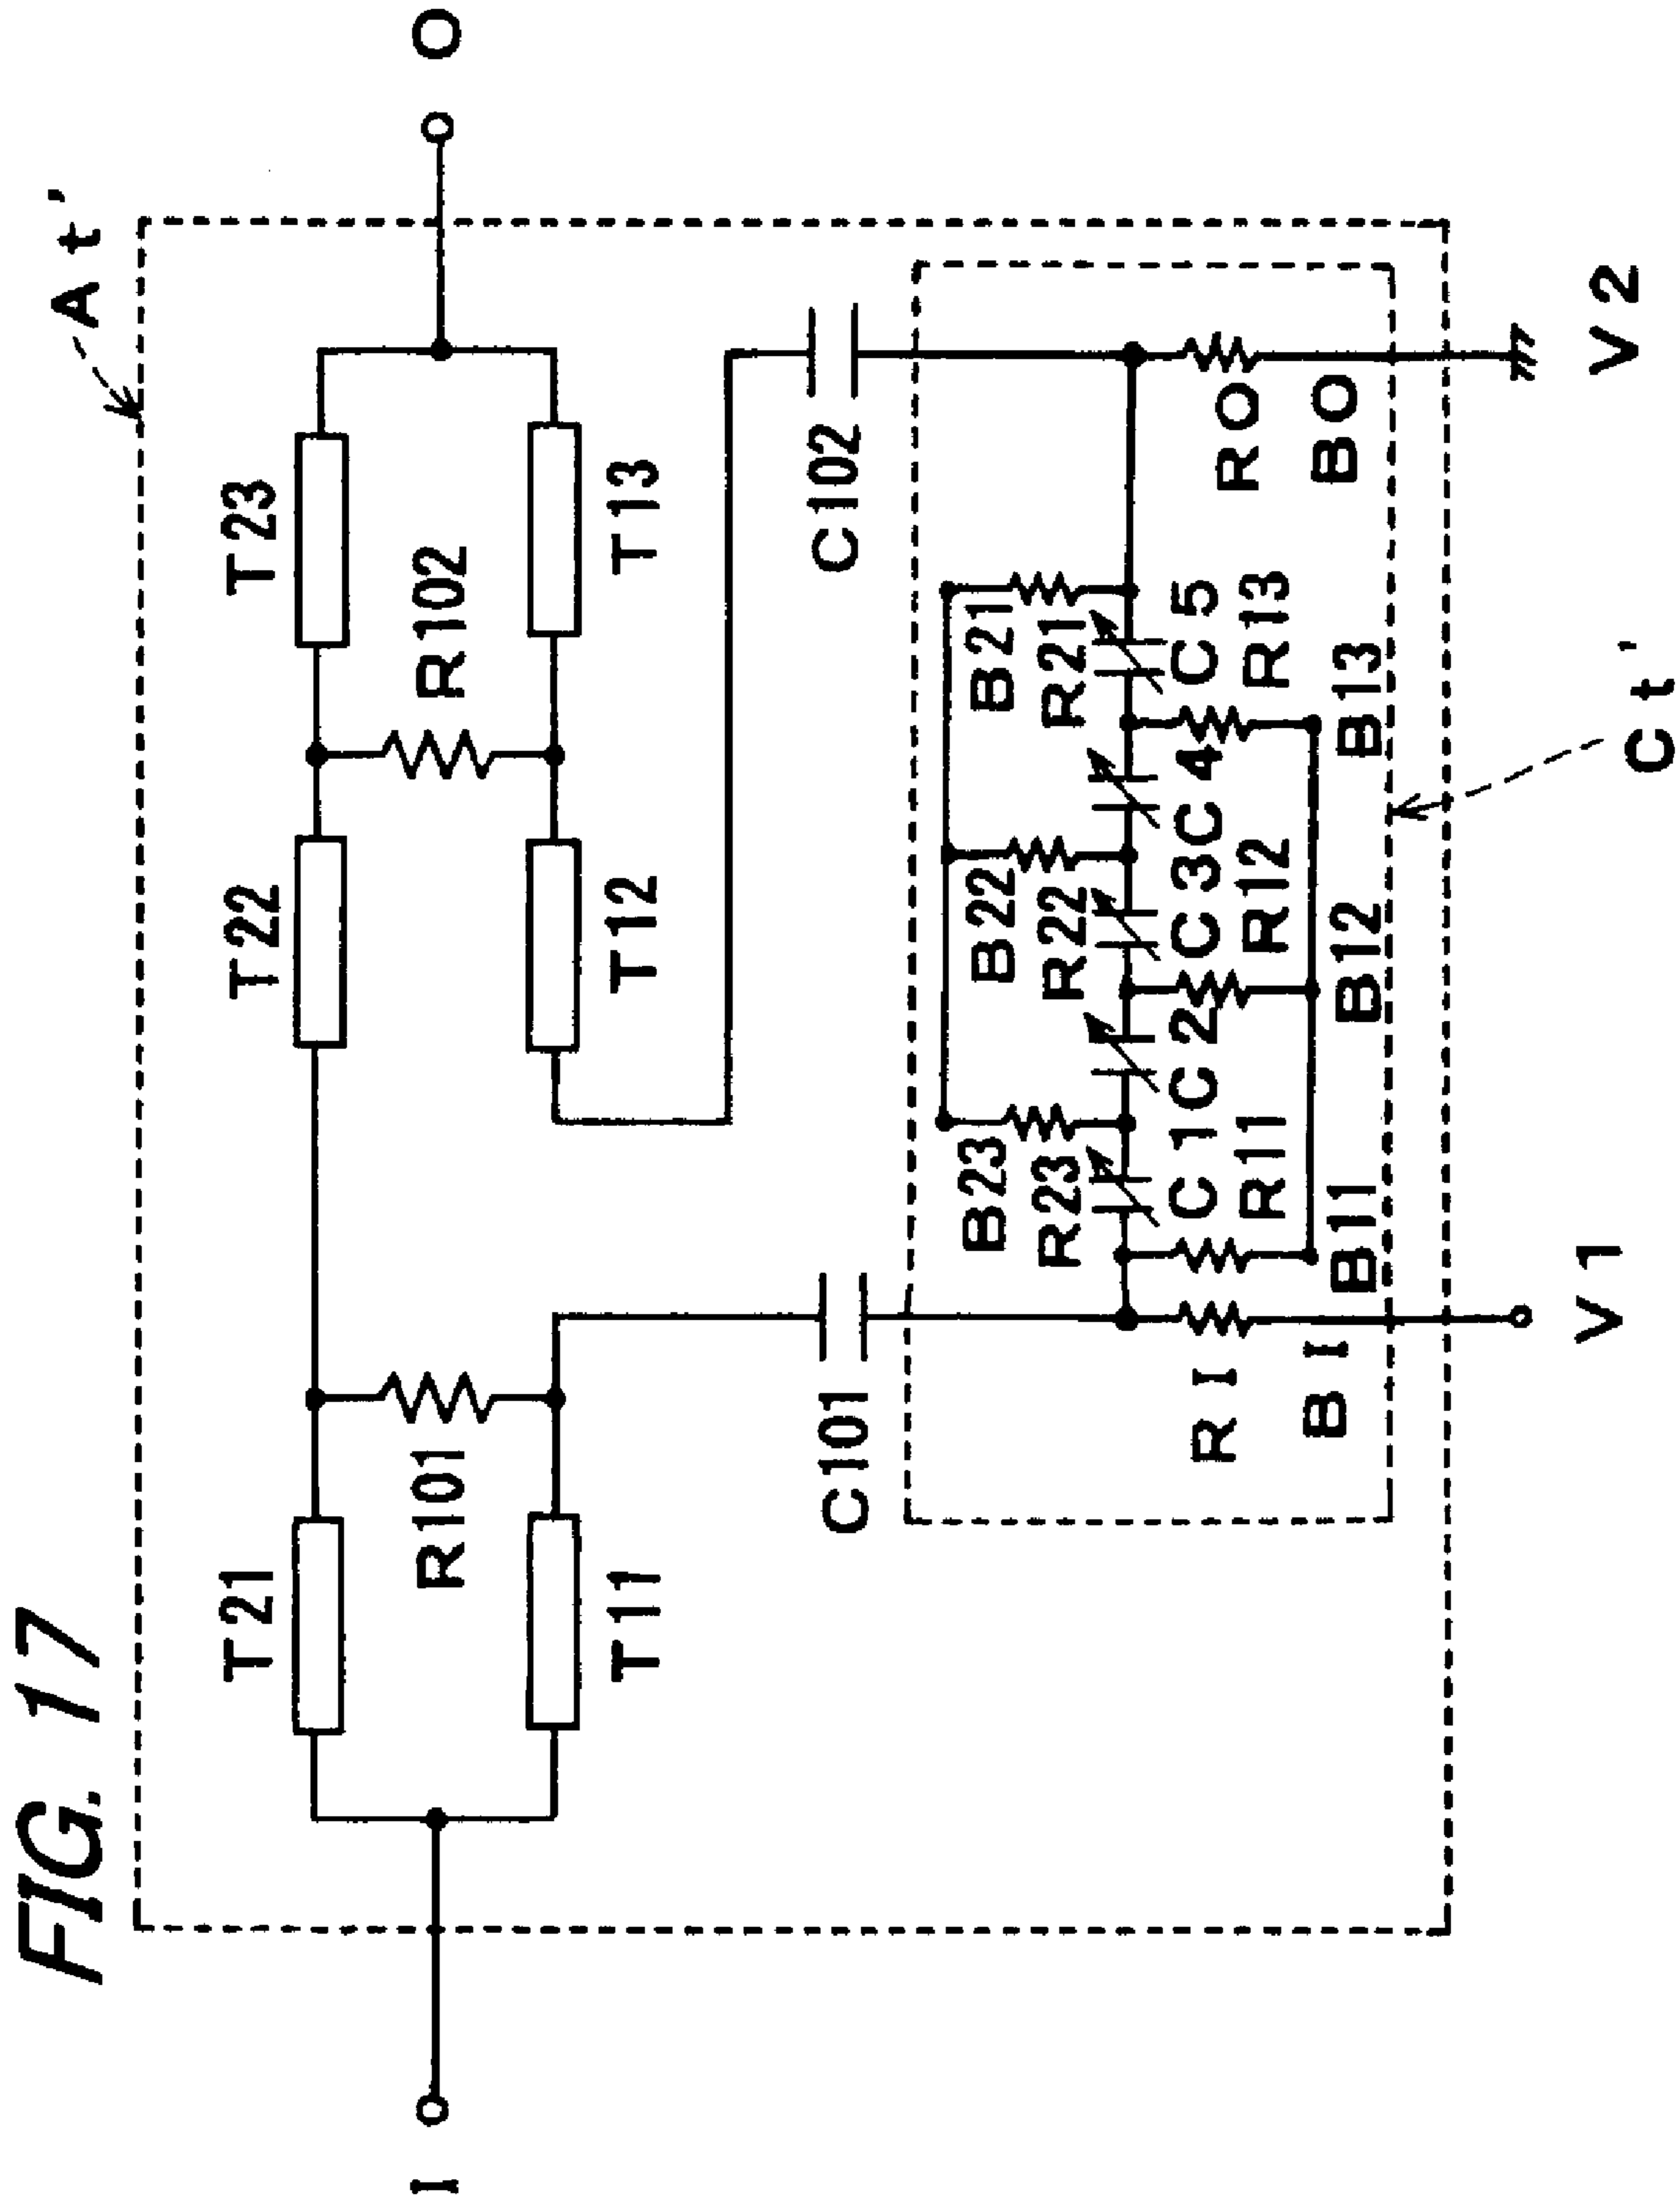 FIG. 17
At'
I
O
T21
T22
T23
R101
R102
T11
T12
T13
C101
C102
B23
B22
B21
R23
R22
R21
C1
C2
C3
C4
C5
RI
R11
R12
R13
RO
BI
B11
B12
B13
BO
V1
Ct'
V2